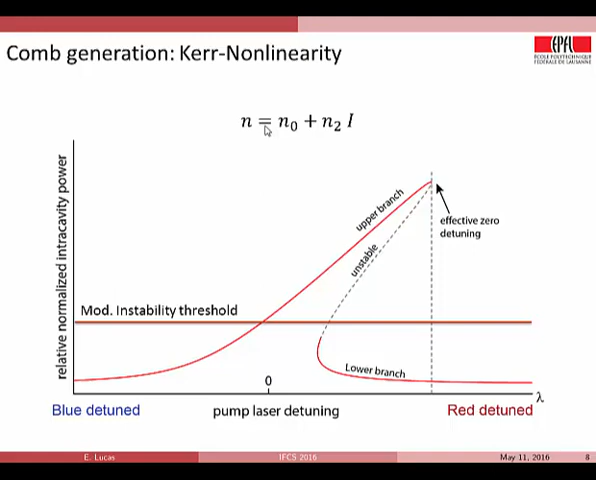 Comb generation: Kerr-Nonlinearity
EPFL
ÉCOLE POLYTECHNIQUE
FÉDÉRALE DE LAUSANNE
n = n₀ + n₂ I
relative normalized intracavity power
upper branch
effective zero
detuning
unstable
Mod. Instability threshold
Lower branch
0
λ
Blue detuned
pump laser detuning
Red detuned
E. Lucas
IFCS 2016
May 11, 2016
8